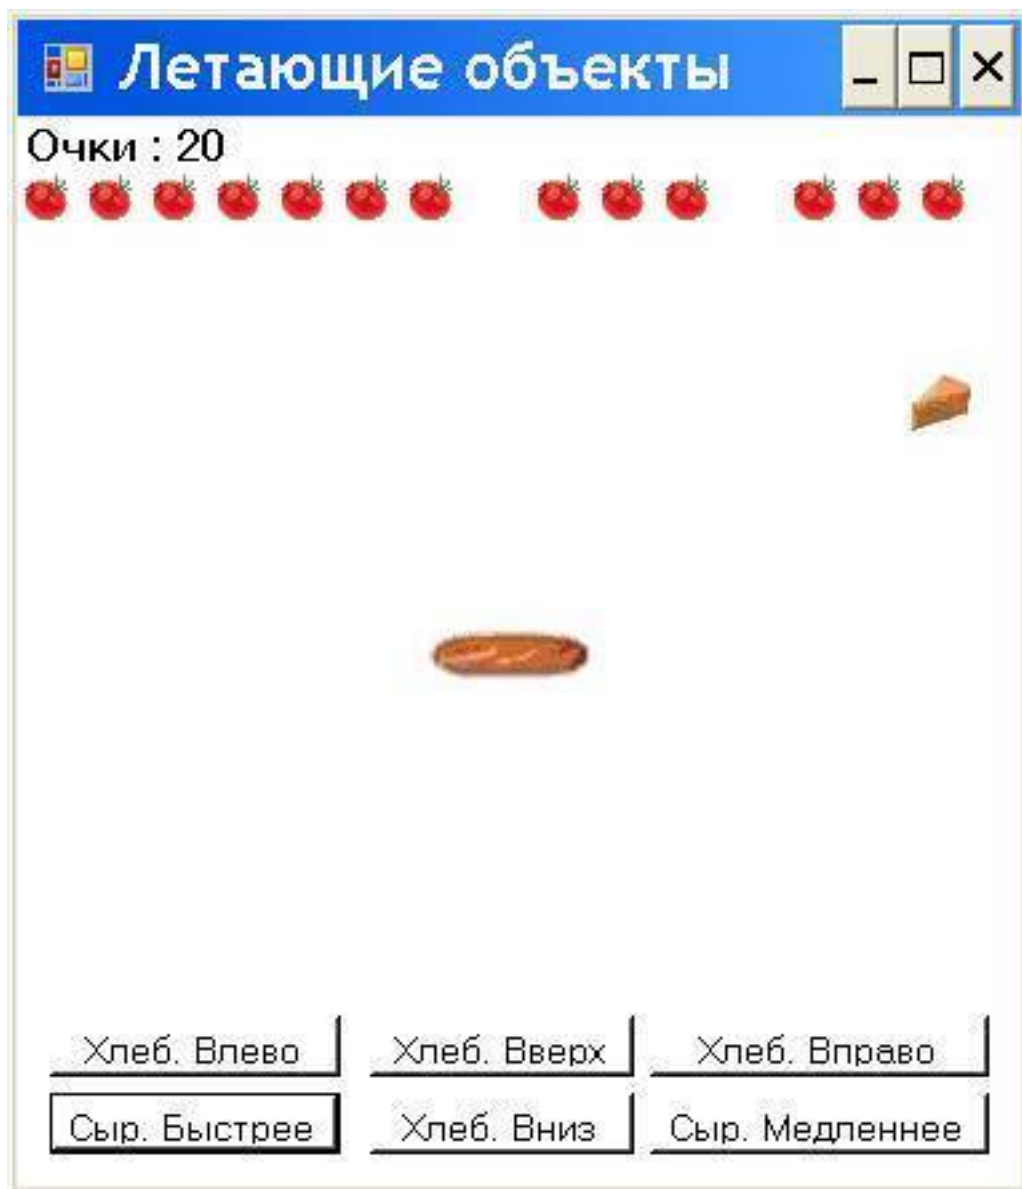 Летающие объекты
Очки : 20
Хлеб. Влево Хлеб. Вверх Хлеб. Вправо
Сыр. Быстрее Хлеб. Вниз Сыр. Медленнее